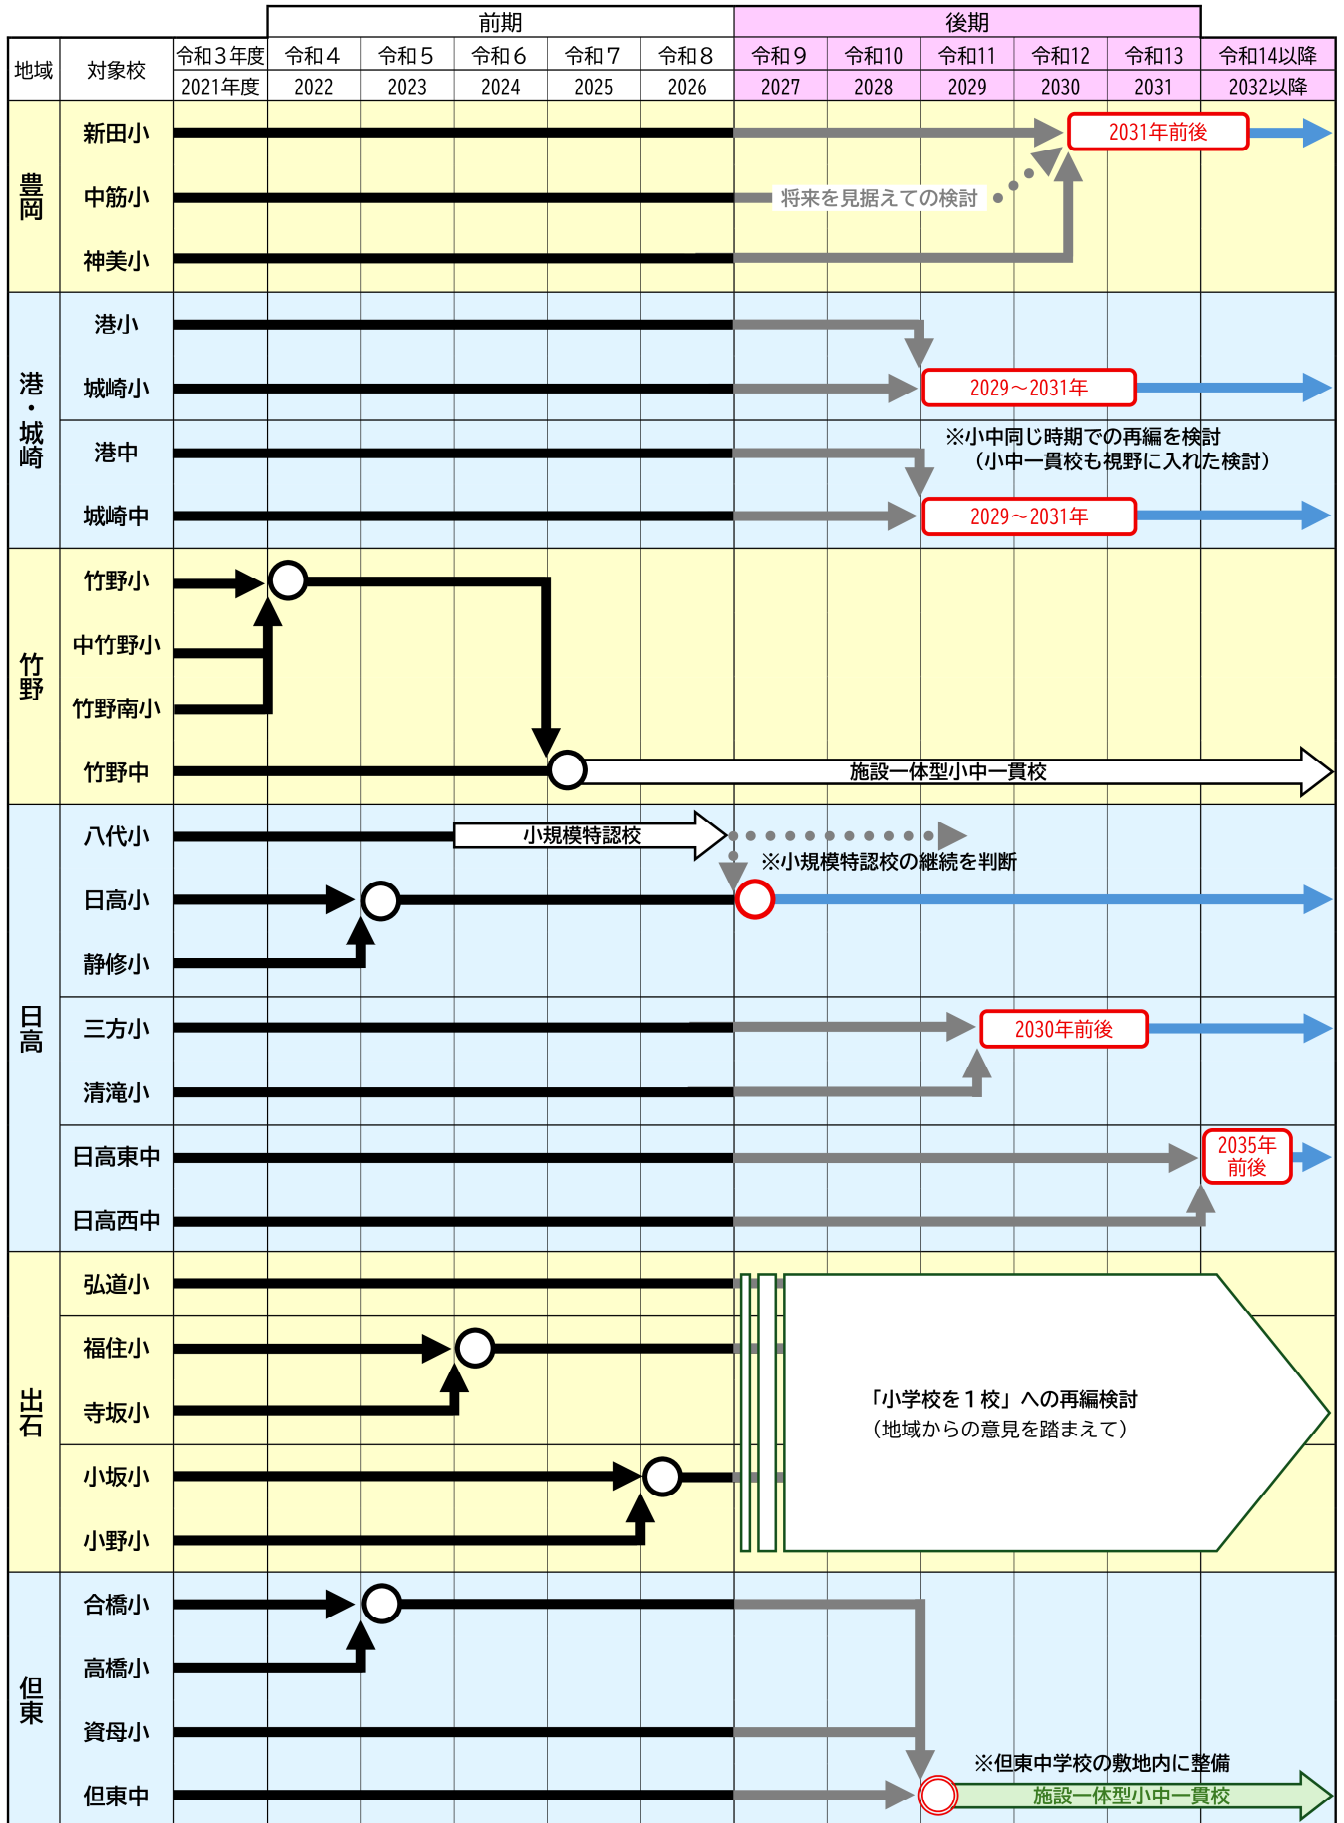 前期 後期
地域 対象校 令和３年度 令和４ 令和５ 令和６ 令和７ 令和８ 令和９ 令和10 令和11 令和12 令和13 令和14以降
2021年度 2022 2023 2024 2025 2026 2027 2028 2029 2030 2031 2032以降
豊岡
新田小 2031年前後
中筋小 将来を見据えての検討
神美小
港・城崎
港小
城崎小 2029～2031年
※小中同じ時期での再編を検討
港中
（小中一貫校も視野に入れた検討）
城崎中 2029～2031年
竹野
竹野小
中竹野小
竹野南小
竹野中 施設一体型小中一貫校
日高
八代小 小規模特認校
※小規模特認校の継続を判断
日高小
静修小
三方小 2030年前後
清滝小
日高東中 2035年
前後
日高西中
出石
弘道小
福住小
「小学校を１校」への再編検討
寺坂小
（地域からの意見を踏まえて）
小坂小
小野小
但東
合橋小
高橋小
資母小
※但東中学校の敷地内に整備
但東中 施設一体型小中一貫校